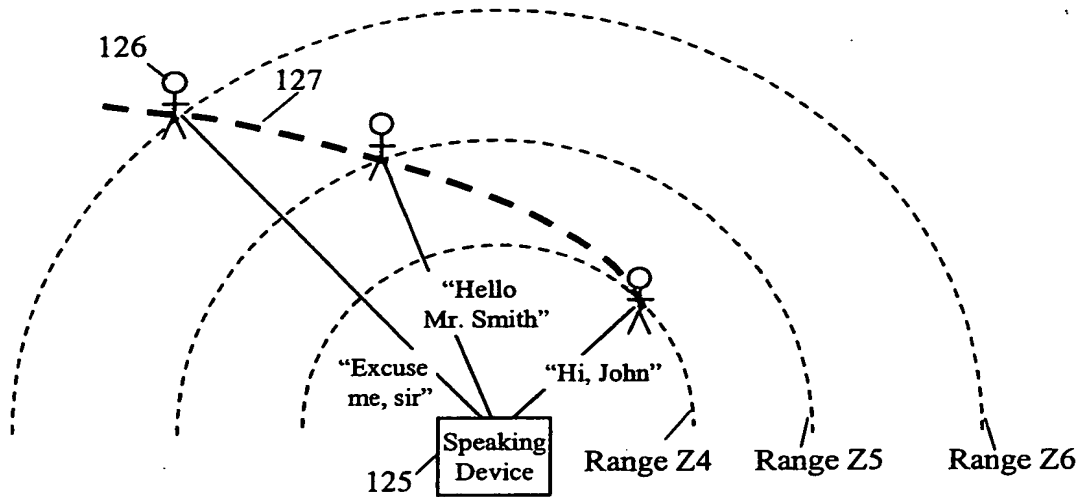 126
127
“Hello
Mr. Smith”
“Excuse
me, sir”
“Hi, John”
Speaking
Device
125
Range Z4
Range Z5
Range Z6